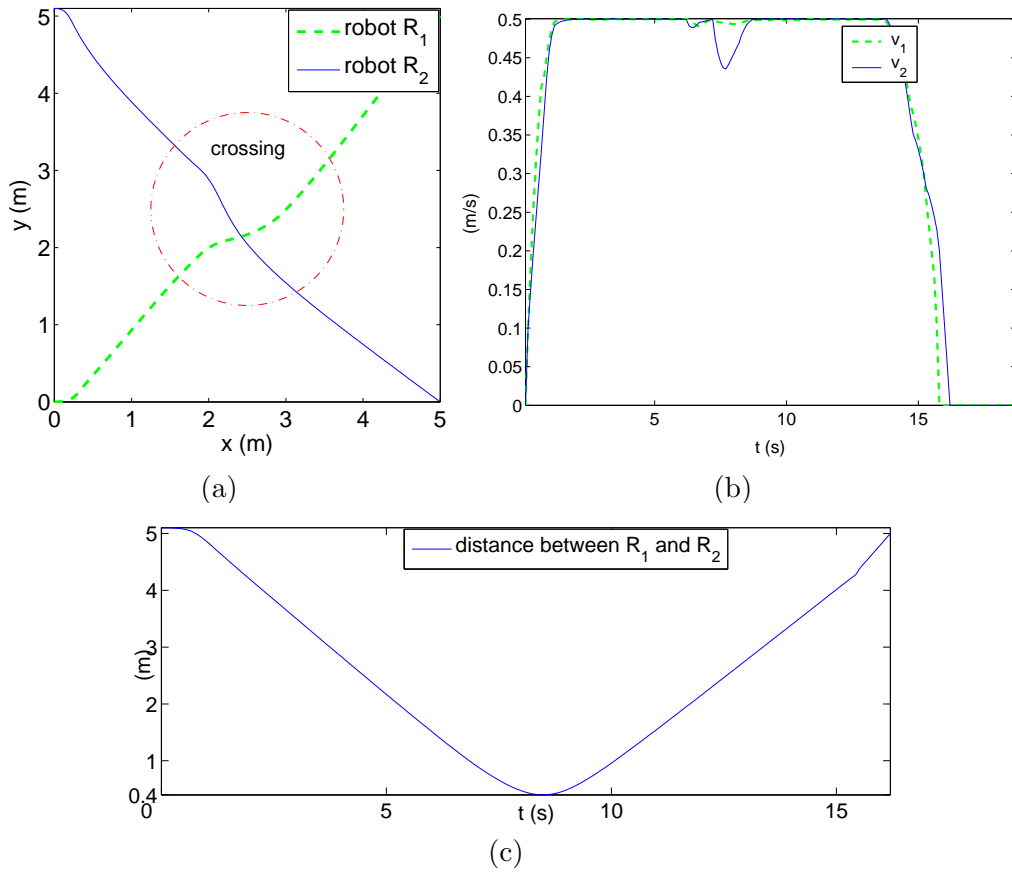 5
4
3
2
1
0
0 1 2 3 4 5
y (m)
x (m)
robot R1
robot R2
crossing
(a)
0.5
0.45
0.4
0.35
0.3
0.25
0.2
0.15
0.1
0.05
0
5 10 15
(m/s)
t (s)
v1
v2
(b)
5
4
3
2
1
0.4
0 5 10 15
(m)
t (s)
distance between R1 and R2
(c)